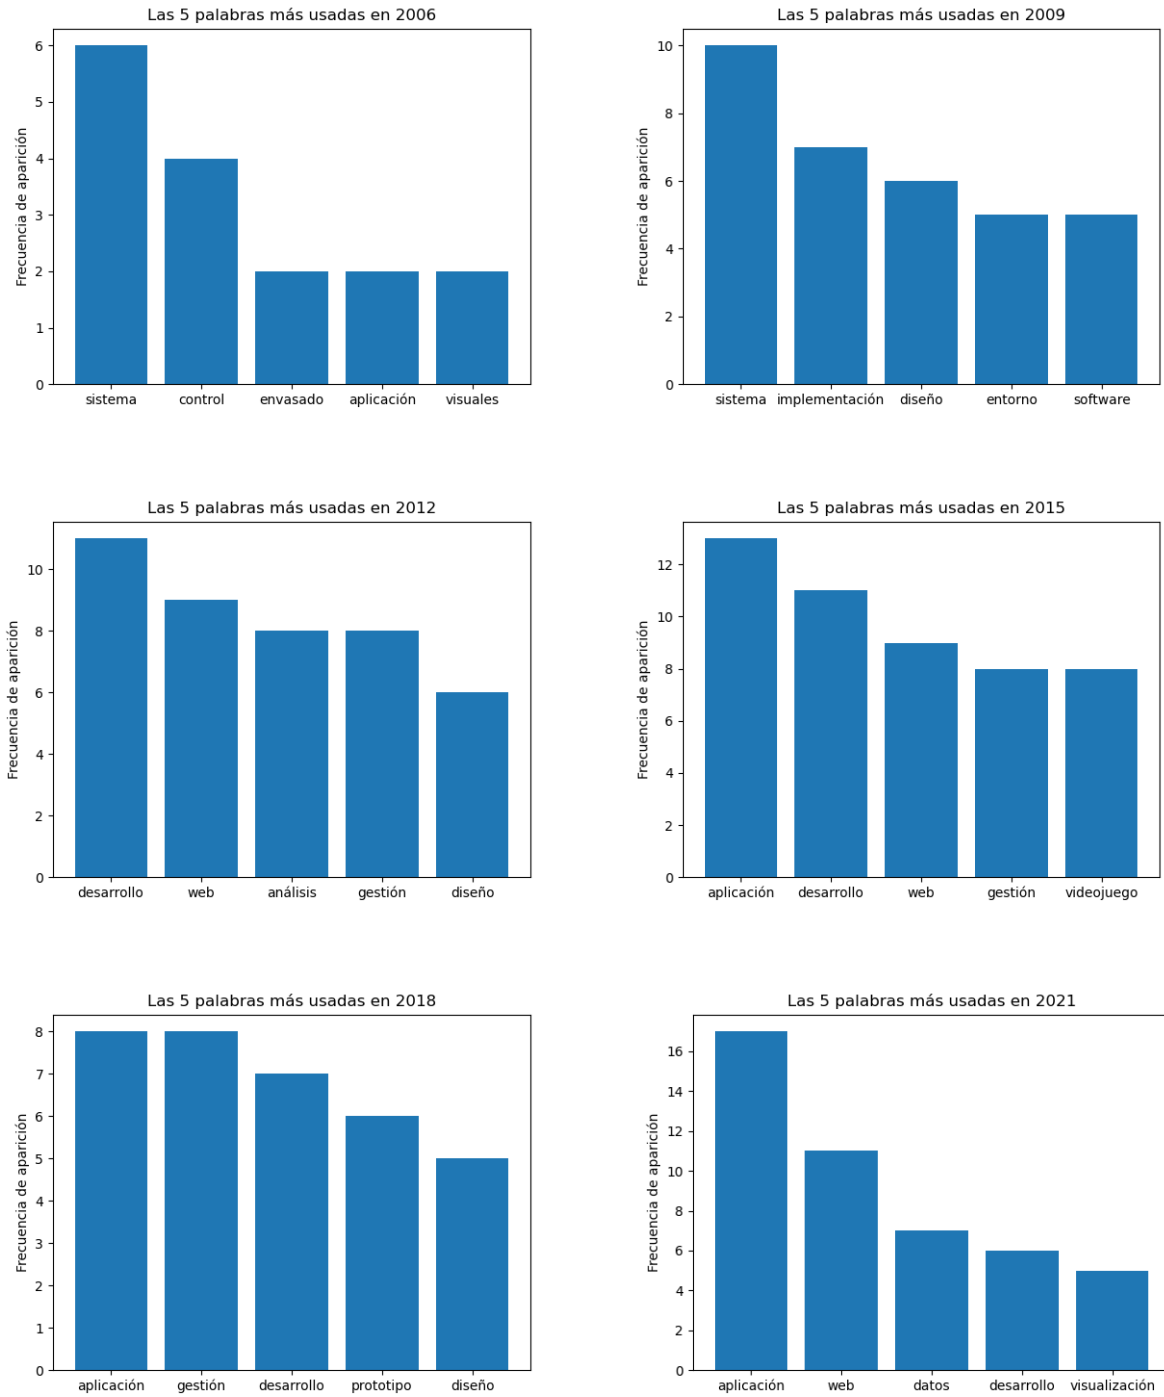 Las 5 palabras más usadas en 2006
Frecuencia de aparición
6
5
4
3
2
1
0
sistema control envasado aplicación visuales
Las 5 palabras más usadas en 2009
Frecuencia de aparición
10
8
6
4
2
0
sistema implementación diseño entorno software
Las 5 palabras más usadas en 2012
Frecuencia de aparición
10
8
6
4
2
0
desarrollo web análisis gestión diseño
Las 5 palabras más usadas en 2015
Frecuencia de aparición
12
10
8
6
4
2
0
aplicación desarrollo web gestión videojuego
Las 5 palabras más usadas en 2018
Frecuencia de aparición
8
7
6
5
4
3
2
1
0
aplicación gestión desarrollo prototipo diseño
Las 5 palabras más usadas en 2021
Frecuencia de aparición
16
14
12
10
8
6
4
2
0
aplicación web datos desarrollo visualización